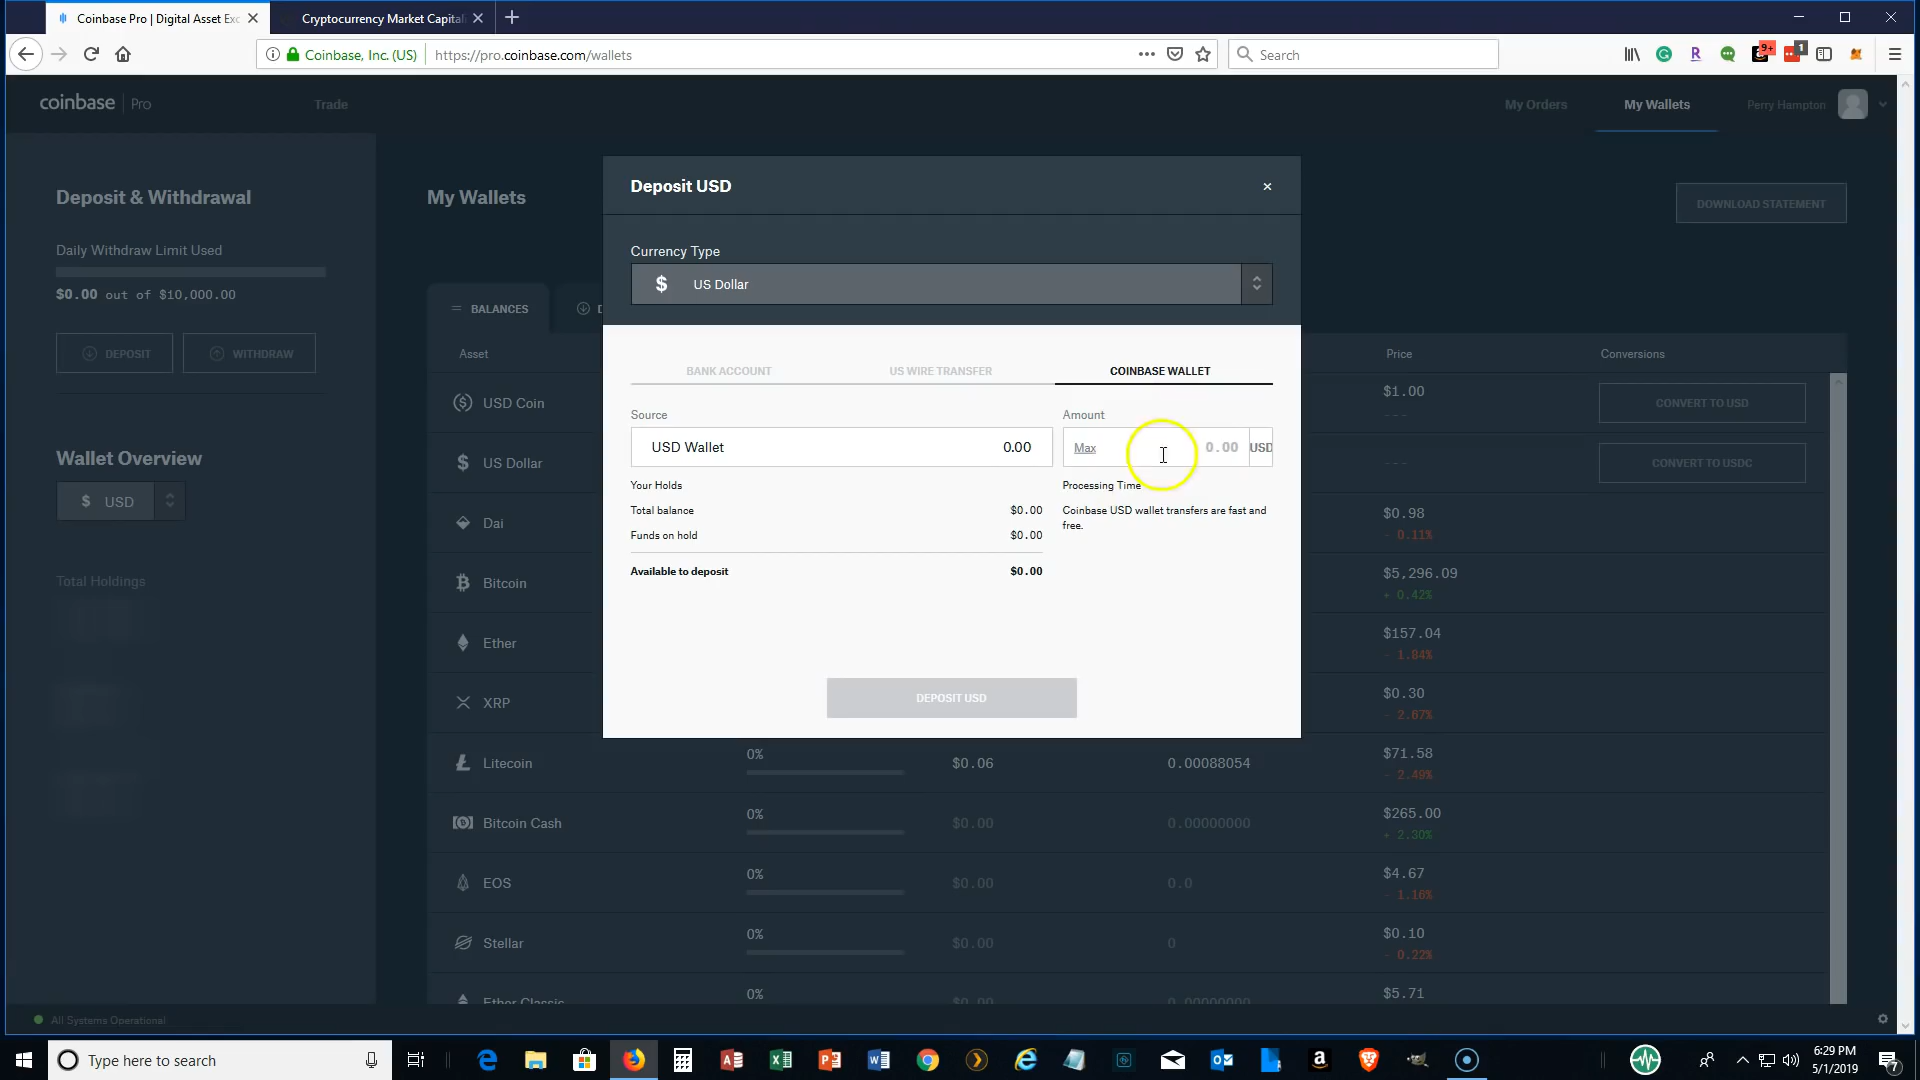 Coinbase Pro | Digital Asset Exc
Cryptocurrency Market Capitali
Coinbase, Inc. (US)
https://pro.coinbase.com/wallets
Search
9+
1
coinbase | Pro
Trade
My Orders
My Wallets
Perry Hampton
Deposit & Withdrawal
Daily Withdraw Limit Used
$0.00 out of $10,000.00
DEPOSIT
WITHDRAW
Wallet Overview
$ USD
Total Holdings
My Wallets
DOWNLOAD STATEMENT
BALANCES
D
Asset
Price
Conversions
USD Coin
$1.00
---
CONVERT TO USD
US Dollar
---
CONVERT TO USDC
Dai
$0.98
- 0.11%
Bitcoin
$5,296.09
+ 0.42%
Ether
$157.04
- 1.84%
XRP
$0.30
- 2.67%
Litecoin
0%
$0.06
0.00088054
$71.58
- 2.49%
Bitcoin Cash
0%
$0.00
0.00000000
$265.00
+ 2.30%
EOS
0%
$0.00
0.0
$4.67
- 1.16%
Stellar
0%
$0.00
0
$0.10
- 0.22%
Ether Classic
0%
$0.00
0.00000000
$5.71
Deposit USD
×
Currency Type
$ US Dollar
BANK ACCOUNT
US WIRE TRANSFER
COINBASE WALLET
Source
USD Wallet 0.00
Amount
Max 0.00 USD
Your Holds
Total balance $0.00
Funds on hold $0.00
Available to deposit $0.00
Processing Time
Coinbase USD wallet transfers are fast and
free.
DEPOSIT USD
All Systems Operational
Type here to search
6:29 PM
5/1/2019
7